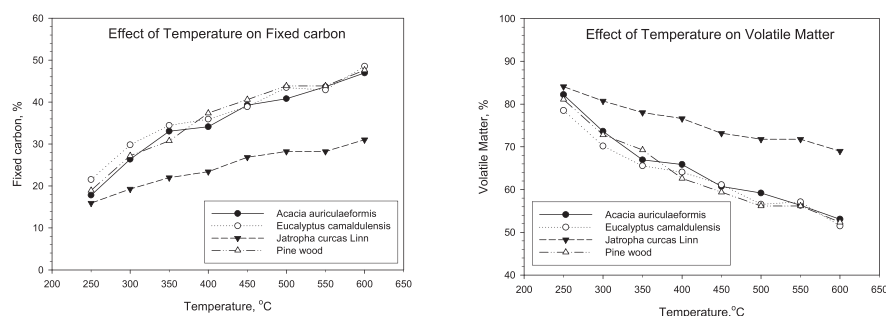 Effect of Temperature on Fixed carbon
60
50
40
30
20
10
0
Fixed carbon, %
Acacia auriculaeformis
Eucalyptus camaldulensis
Jatropha curcas Linn
Pine wood
200 250 300 350 400 450 500 550 600 650
Temperature, °C
Effect of Temperature on Volatile Matter
100
90
80
70
60
50
40
Volatile Matter, %
Acacia auriculaeformis
Eucalyptus camaldulensis
Jatropha curcas Linn
Pine wood
200 250 300 350 400 450 500 550 600 650
Temperature,°C